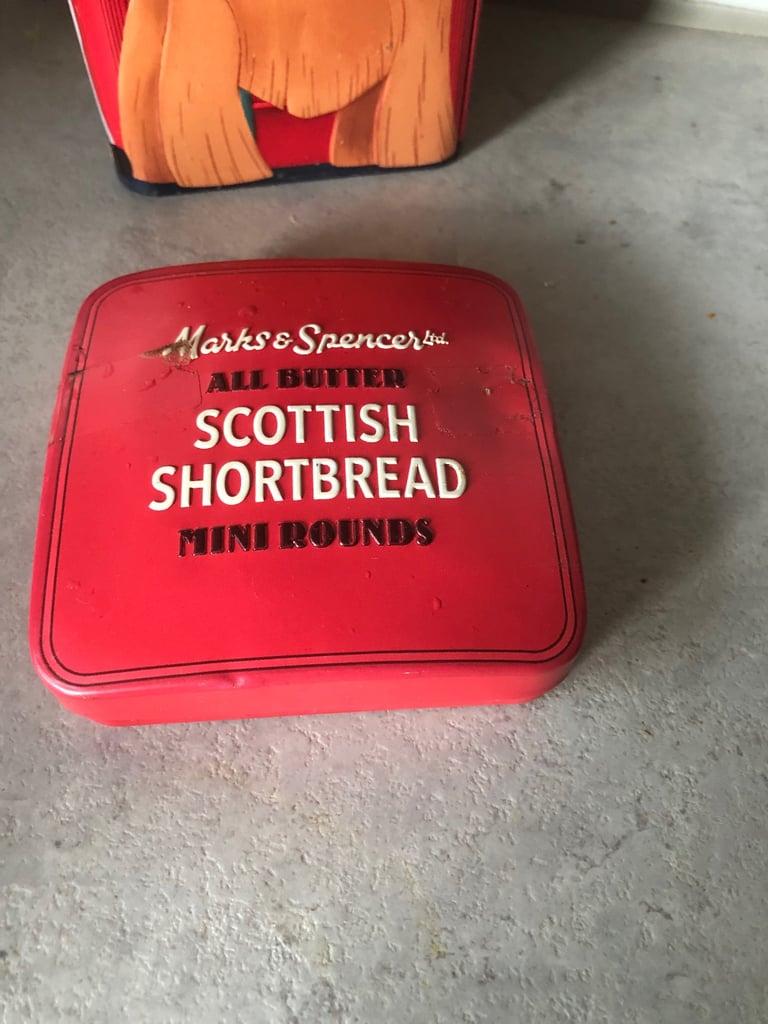 Marks & Spencer Ltd.
ALL BUTTER
SCOTTISH
SHORTBREAD
MINI ROUNDS